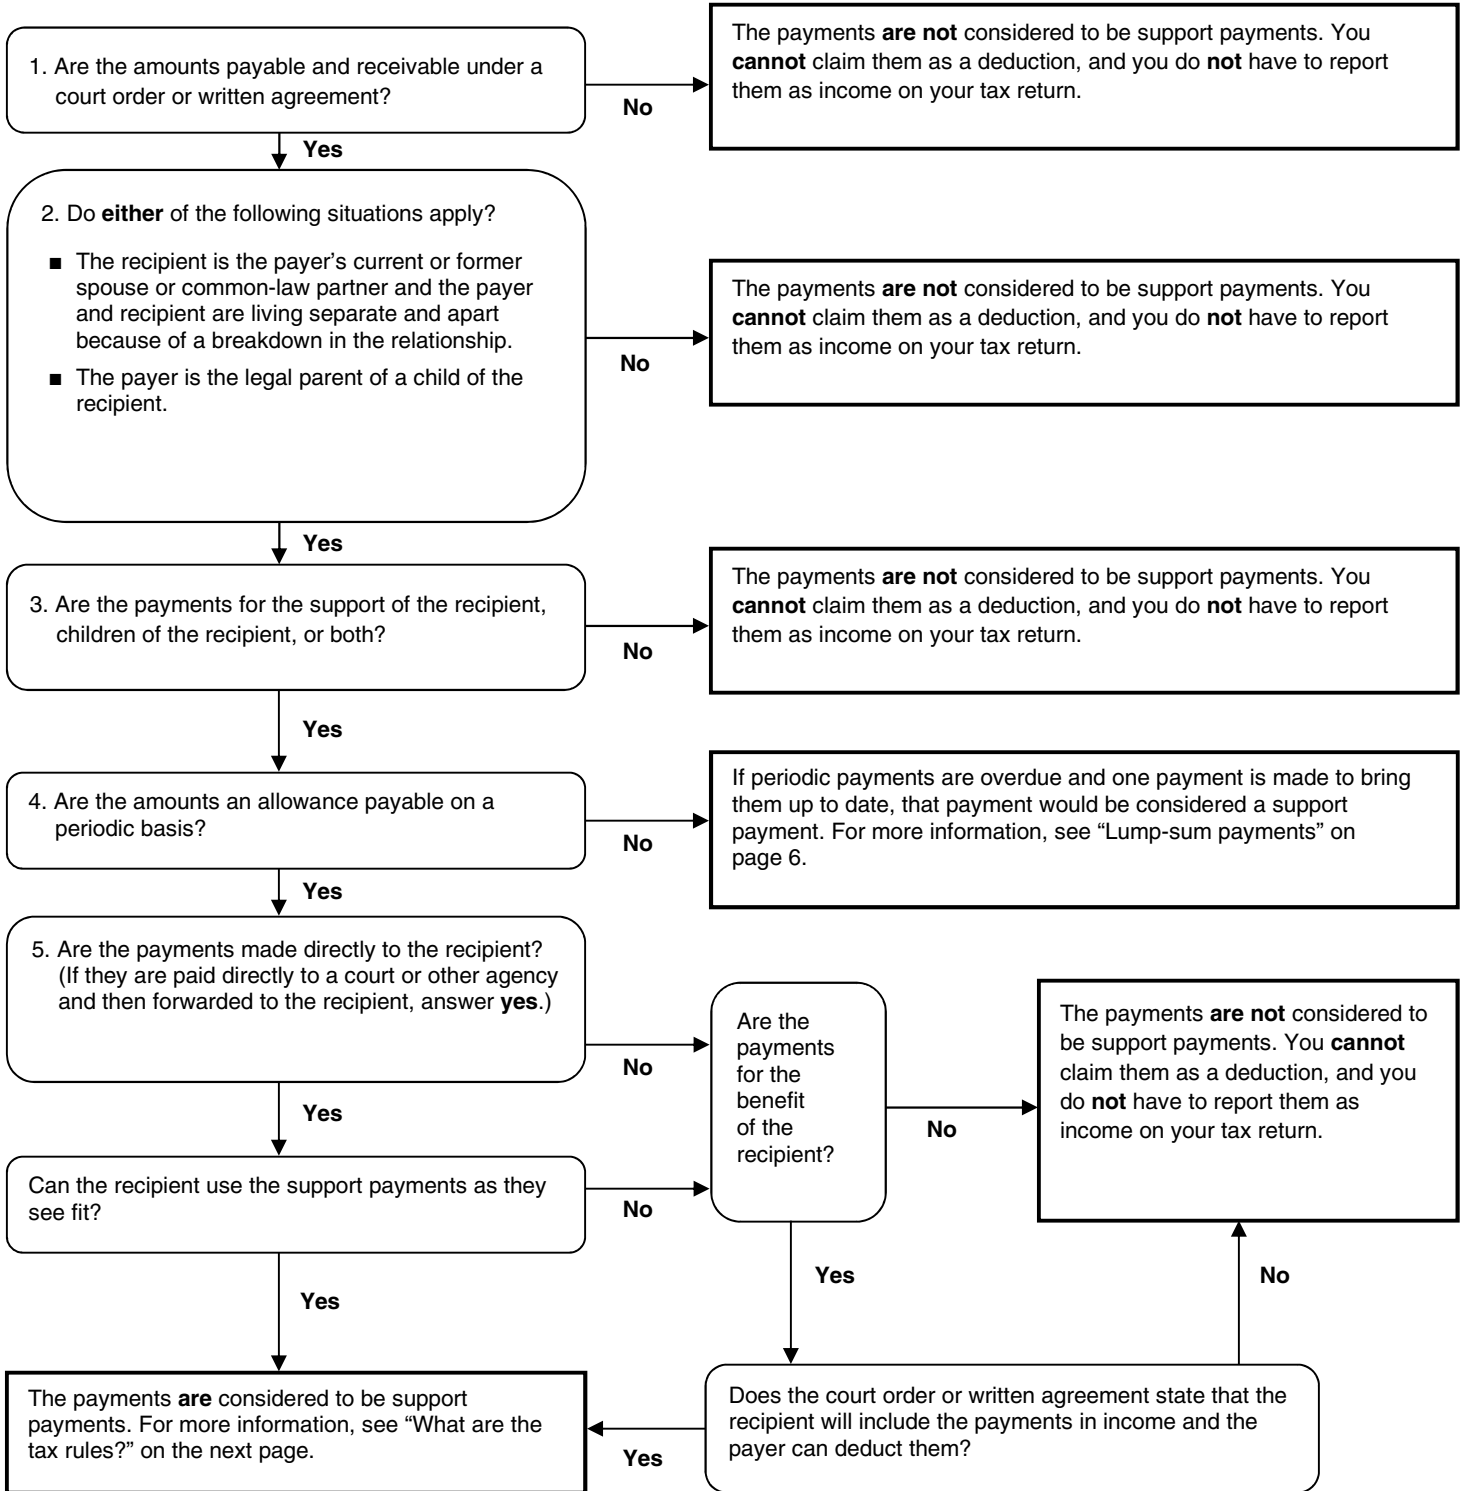 1. Are the amounts payable and receivable under a
court order or written agreement?
No
The payments are not considered to be support payments. You
cannot claim them as a deduction, and you do not have to report
them as income on your tax return.
Yes
2. Do either of the following situations apply?
■ The recipient is the payer's current or former
spouse or common-law partner and the payer
and recipient are living separate and apart
because of a breakdown in the relationship.
■ The payer is the legal parent of a child of the
recipient.
No
The payments are not considered to be support payments. You
cannot claim them as a deduction, and you do not have to report
them as income on your tax return.
Yes
3. Are the payments for the support of the recipient,
children of the recipient, or both?
No
The payments are not considered to be support payments. You
cannot claim them as a deduction, and you do not have to report
them as income on your tax return.
Yes
4. Are the amounts an allowance payable on a
periodic basis?
No
If periodic payments are overdue and one payment is made to bring
them up to date, that payment would be considered a support
payment. For more information, see “Lump-sum payments” on
page 6.
Yes
5. Are the payments made directly to the recipient?
(If they are paid directly to a court or other agency
and then forwarded to the recipient, answer yes.)
No
Are the
payments
for the
benefit
of the
recipient?
No
The payments are not considered to
be support payments. You cannot
claim them as a deduction, and you
do not have to report them as
income on your tax return.
Yes
Can the recipient use the support payments as they
see fit?
No
Yes
Yes
No
The payments are considered to be support
payments. For more information, see “What are the
tax rules?” on the next page.
Yes
Does the court order or written agreement state that the
recipient will include the payments in income and the
payer can deduct them?